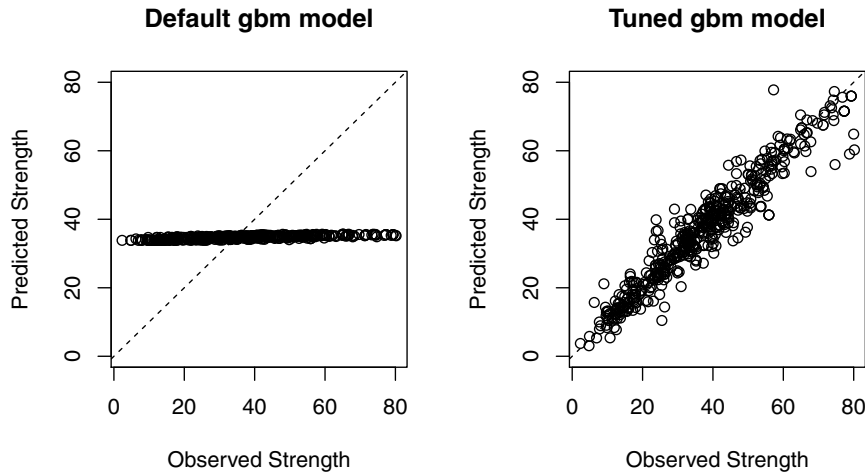 Default gbm model
Tuned gbm model
Predicted Strength
80
60
40
20
0
0 20 40 60 80
Observed Strength
Predicted Strength
80
60
40
20
0
0 20 40 60 80
Observed Strength